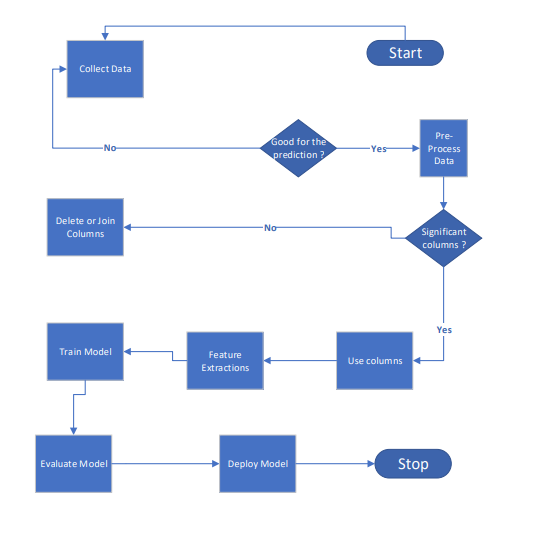 Start
Collect Data
Good for the
prediction ?
No
Yes
Pre-
Process
Data
Significant
columns ?
No
Delete or Join
Columns
Yes
Use columns
Feature
Extractions
Train Model
Evaluate Model
Deploy Model
Stop